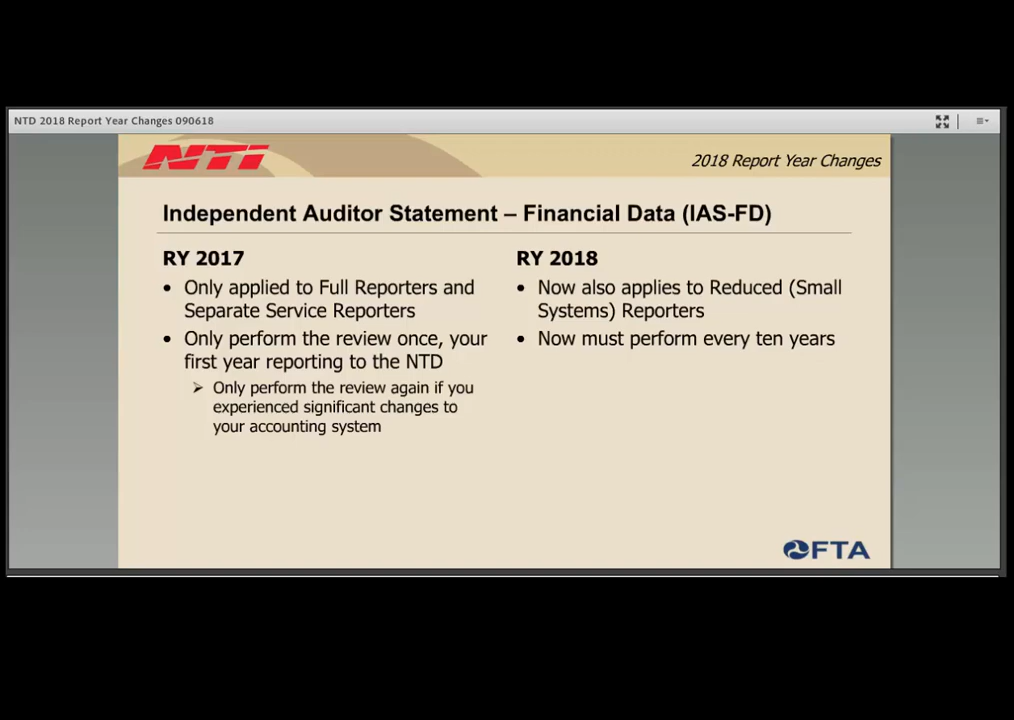 NTD 2018 Report Year Changes 090618
NTI
2018 Report Year Changes
Independent Auditor Statement – Financial Data (IAS-FD)
RY 2017
• Only applied to Full Reporters and
Separate Service Reporters
• Only perform the review once, your
first year reporting to the NTD
➢ Only perform the review again if you
experienced significant changes to
your accounting system
RY 2018
• Now also applies to Reduced (Small
Systems) Reporters
• Now must perform every ten years
FTA